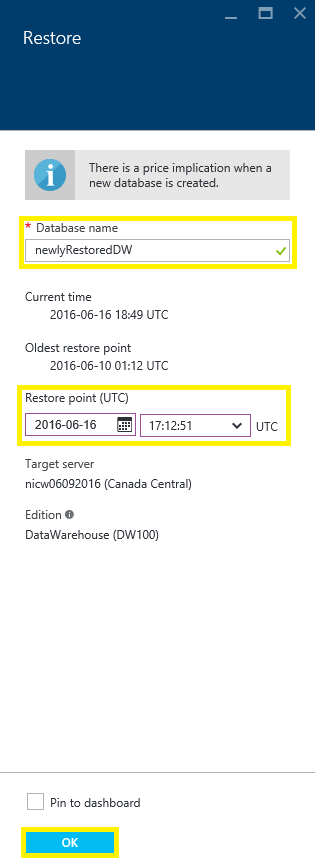 Restore
There is a price implication when a
new database is created.
* Database name
newlyRestoredDW
Current time
2016-06-16 18:49 UTC
Oldest restore point
2016-06-10 01:12 UTC
Restore point (UTC)
2016-06-16 17:12:51 UTC
Target server
nicw06092016 (Canada Central)
Edition
DataWarehouse (DW100)
Pin to dashboard
OK